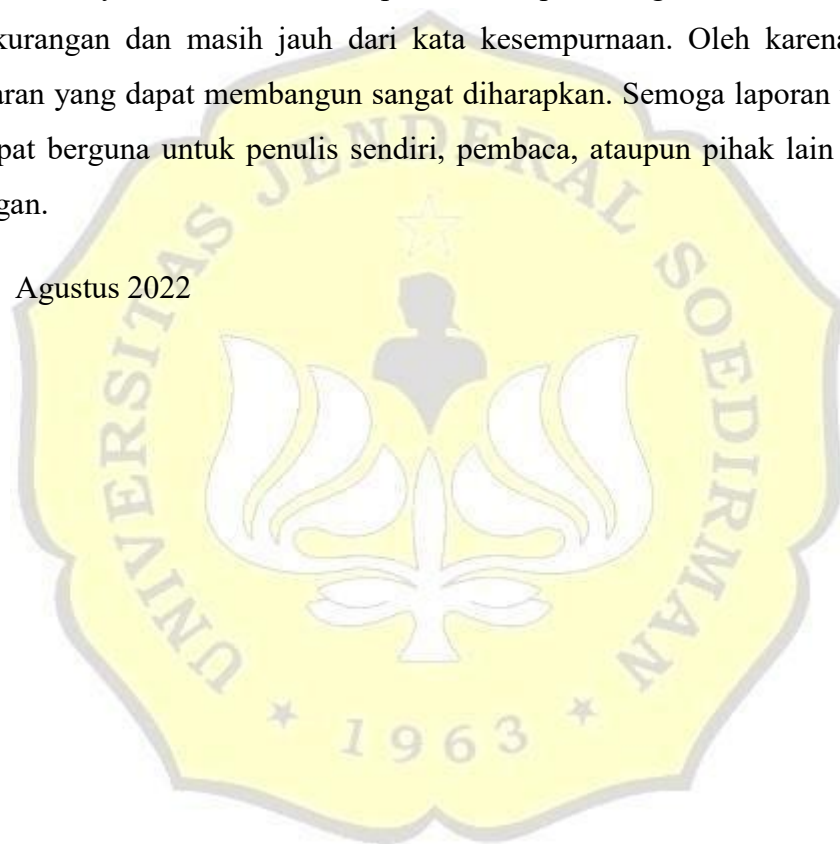 kurangan dan masih jauh dari kata kesempurnaan. Oleh karena
aran yang dapat membangun sangat diharapkan. Semoga laporan
pat berguna untuk penulis sendiri, pembaca, ataupun pihak lain
gan.
Agustus 2022
UNIVERSITAS JENDERAL SOEDIRMAN
1963